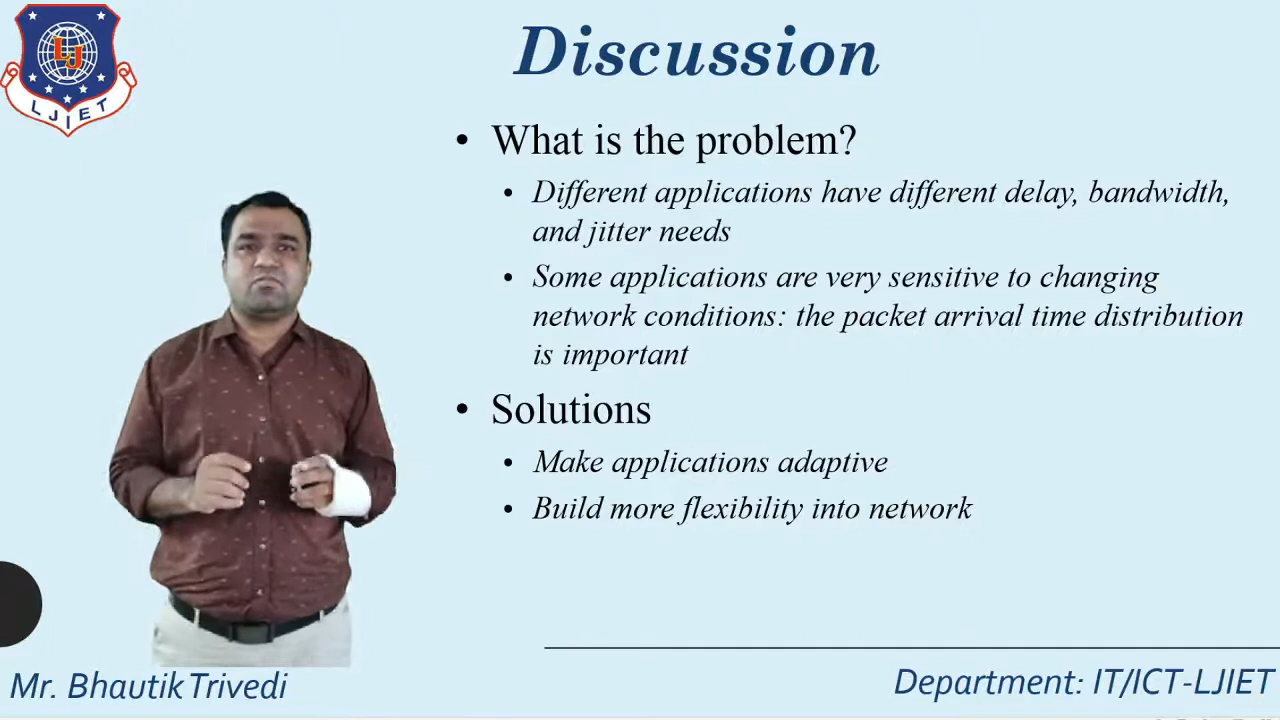 LJ
LJIET
Discussion
• What is the problem?
• Different applications have different delay, bandwidth,
and jitter needs
• Some applications are very sensitive to changing
network conditions: the packet arrival time distribution
is important
• Solutions
• Make applications adaptive
• Build more flexibility into network
Mr. Bhautik Trivedi
Department: IT/ICT-LJIET